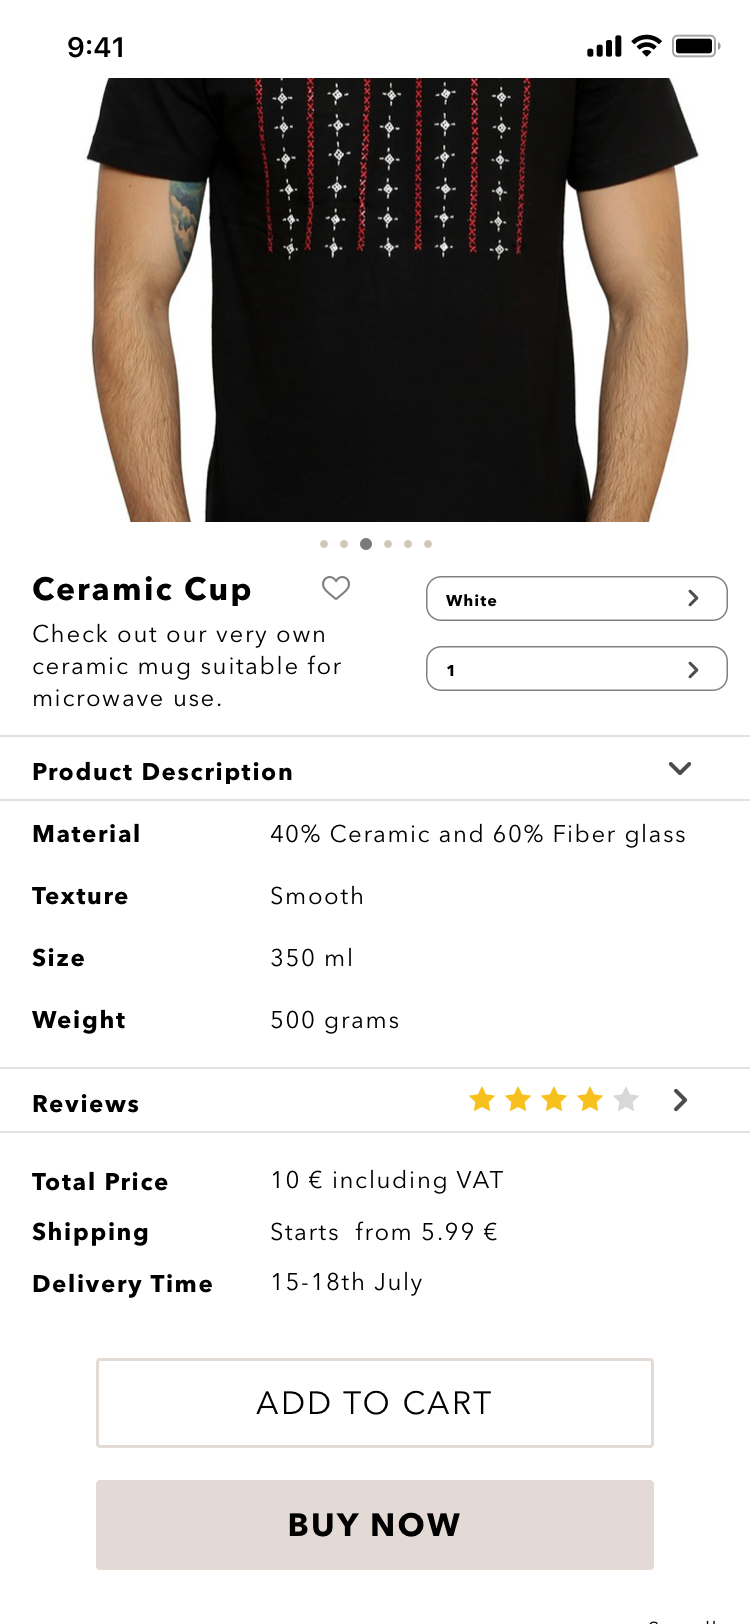 9:41
Ceramic Cup
White
Check out our very own
ceramic mug suitable for
microwave use.
1
Product Description
Material 40% Ceramic and 60% Fiber glass
Texture Smooth
Size 350 ml
Weight 500 grams
Reviews
Total Price 10 € including VAT
Shipping Starts from 5.99 €
Delivery Time 15-18th July
ADD TO CART
BUY NOW